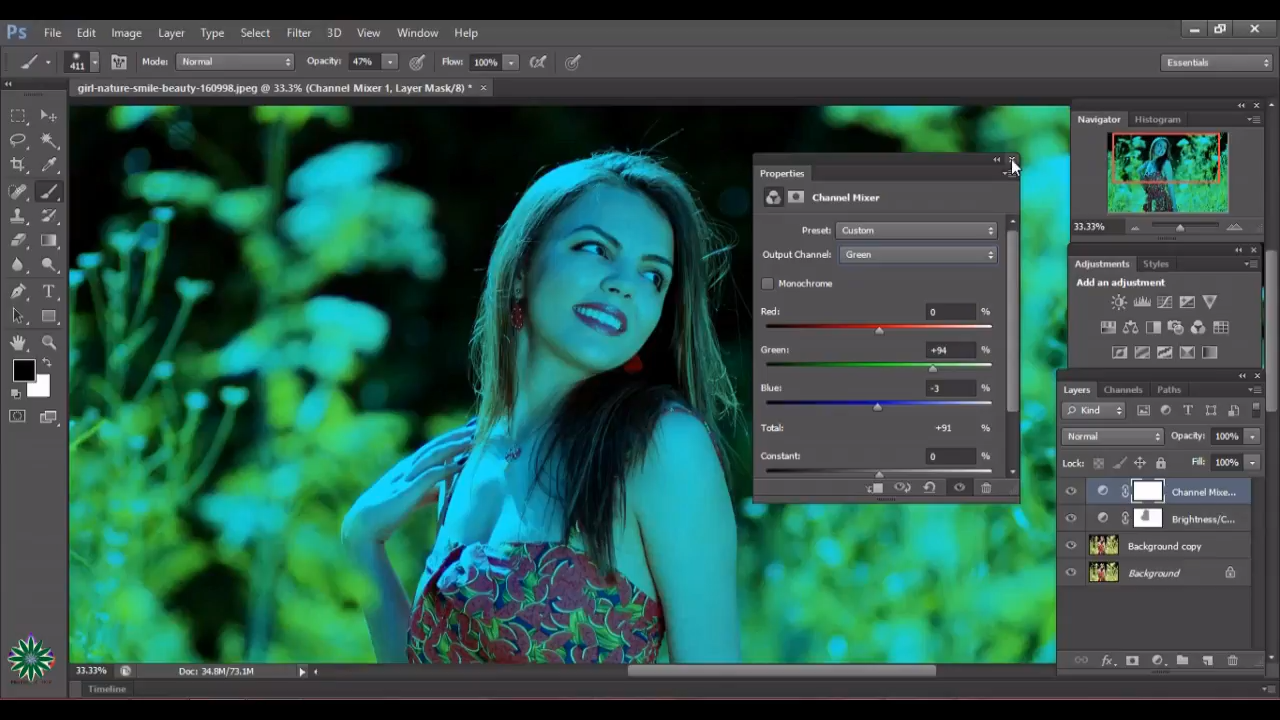 Ps File Edit Image Layer Type Select Filter 3D View Window Help
411 Mode: Normal Opacity: 47% Flow: 100% Essentials
girl-nature-smile-beauty-160998.jpeg @ 33.3% (Channel Mixer 1, Layer Mask/8) * ×
Navigator Histogram
33.33%
Properties
Channel Mixer
Preset: Custom
Output Channel: Green
Monochrome
Red: 0 %
Green: +94 %
Blue: -3 %
Total: +91 %
Constant: 0 %
Adjustments Styles
Add an adjustment
Layers Channels Paths
Kind
Normal Opacity: 100%
Lock: Fill: 100%
Channel Mixe...
Brightness/C...
Background copy
Background
33.33% Doc: 34.8M/73.1M
Timeline